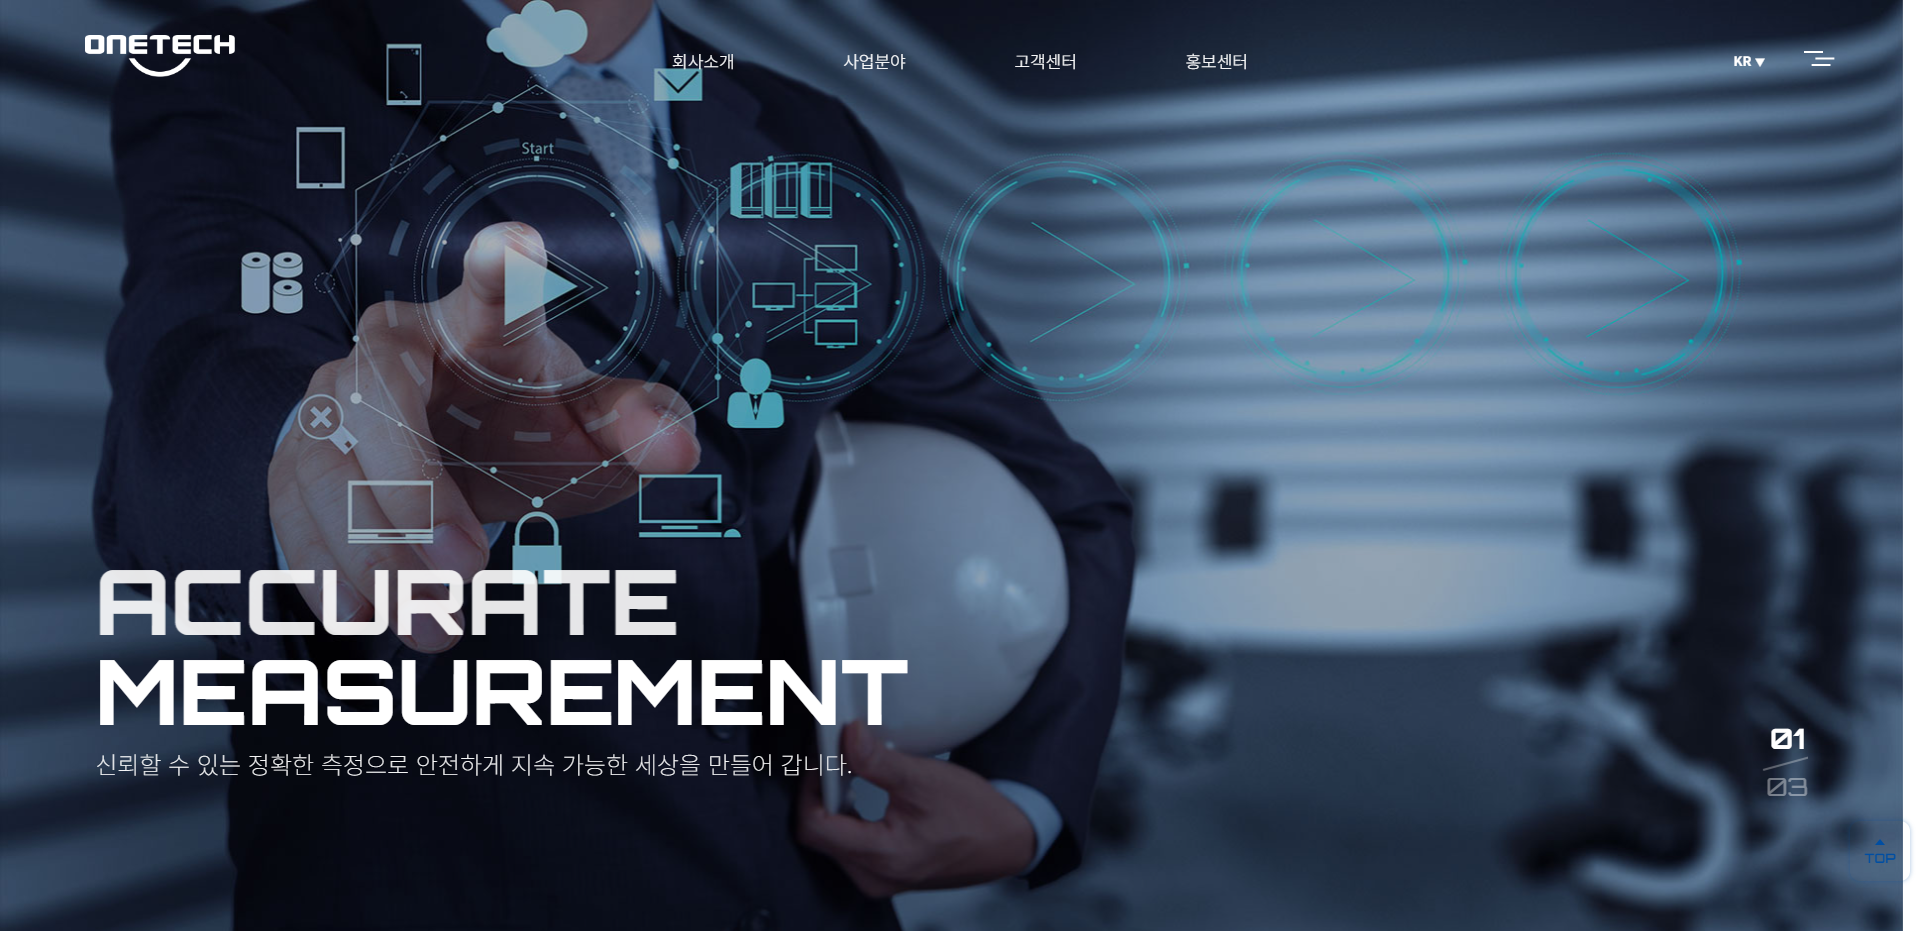 ONETECH
회사소개
사업분야
고객센터
홍보센터
KR ▼
Start
ACCURATE
MEASUREMENT
신뢰할 수 있는 정확한 측정으로 안전하게 지속 가능한 세상을 만들어 갑니다.
01
03
TOP